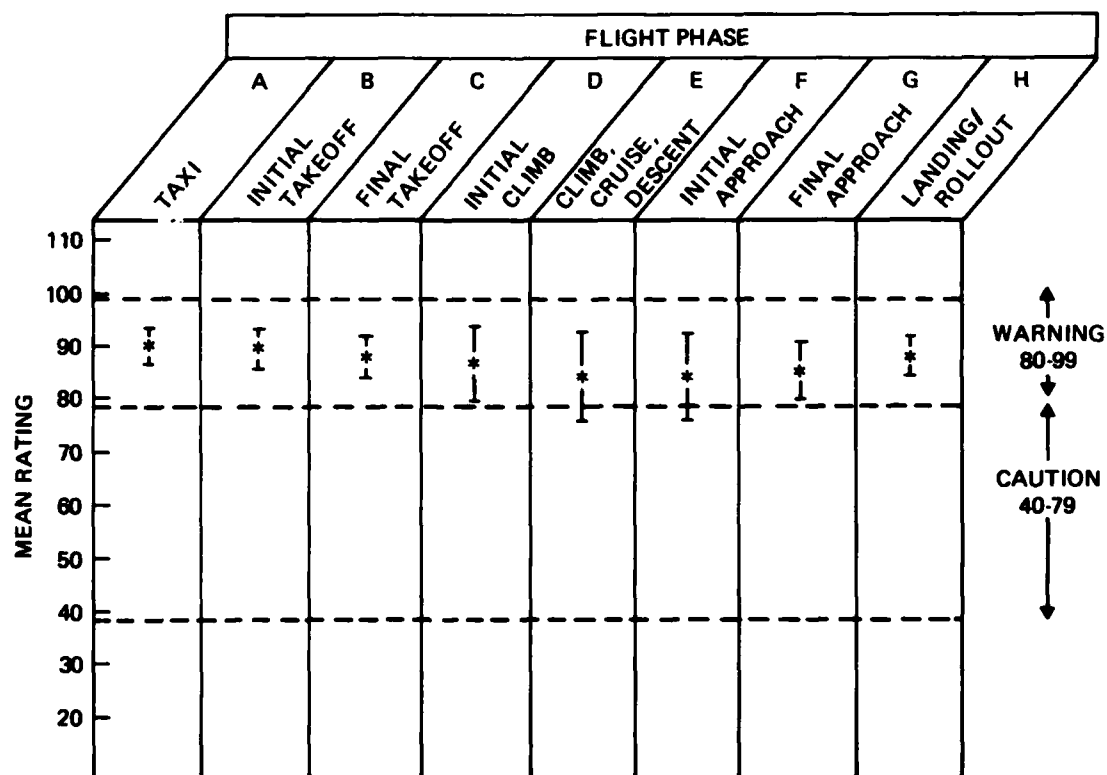 FLIGHT PHASE
A B C D E F G H
TAXI
INITIAL
TAKEOFF
FINAL
TAKEOFF
INITIAL
CLIMB
CLIMB,
CRUISE,
DESCENT
INITIAL
APPROACH
FINAL
APPROACH
LANDING/
ROLLOUT
MEAN RATING
110
100
90
80
70
60
50
40
30
20
WARNING
80-99
CAUTION
40-79